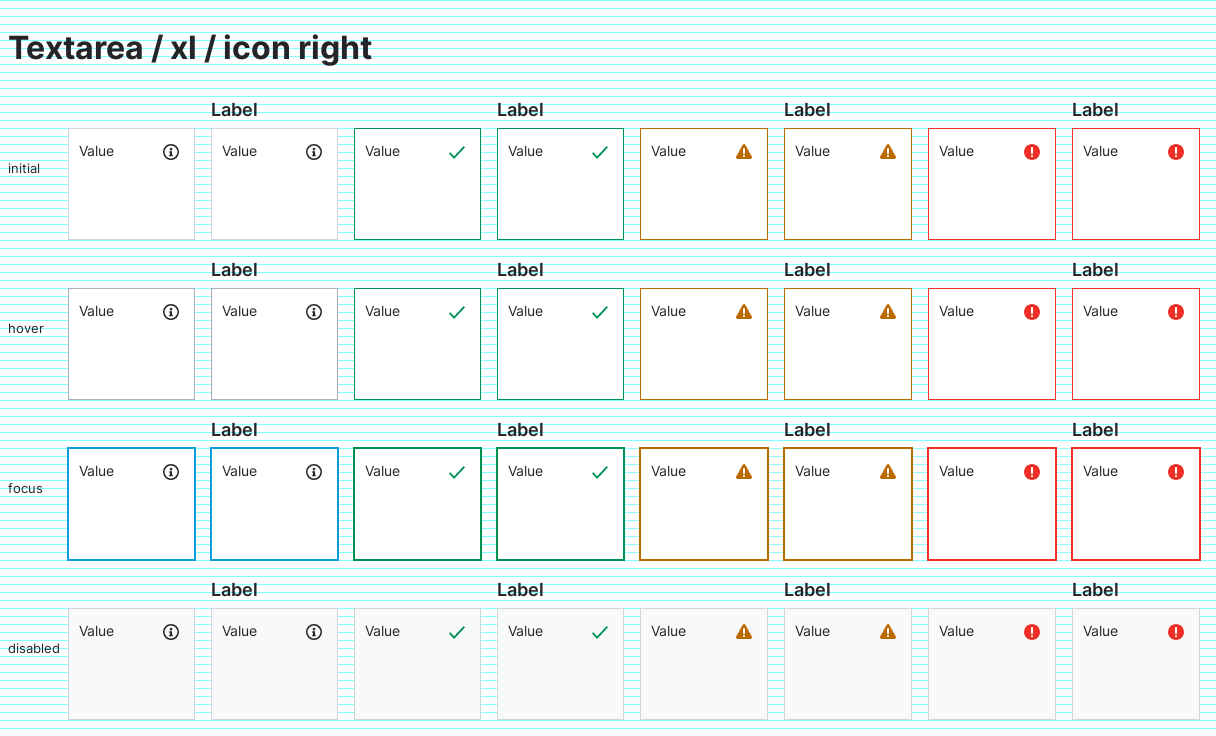 Textarea / xl / icon right
Label Label Label Label
initial Value Value Value Value Value Value Value Value
Label Label Label Label
hover Value Value Value Value Value Value Value Value
Label Label Label Label
focus Value Value Value Value Value Value Value Value
Label Label Label Label
disabled Value Value Value Value Value Value Value Value